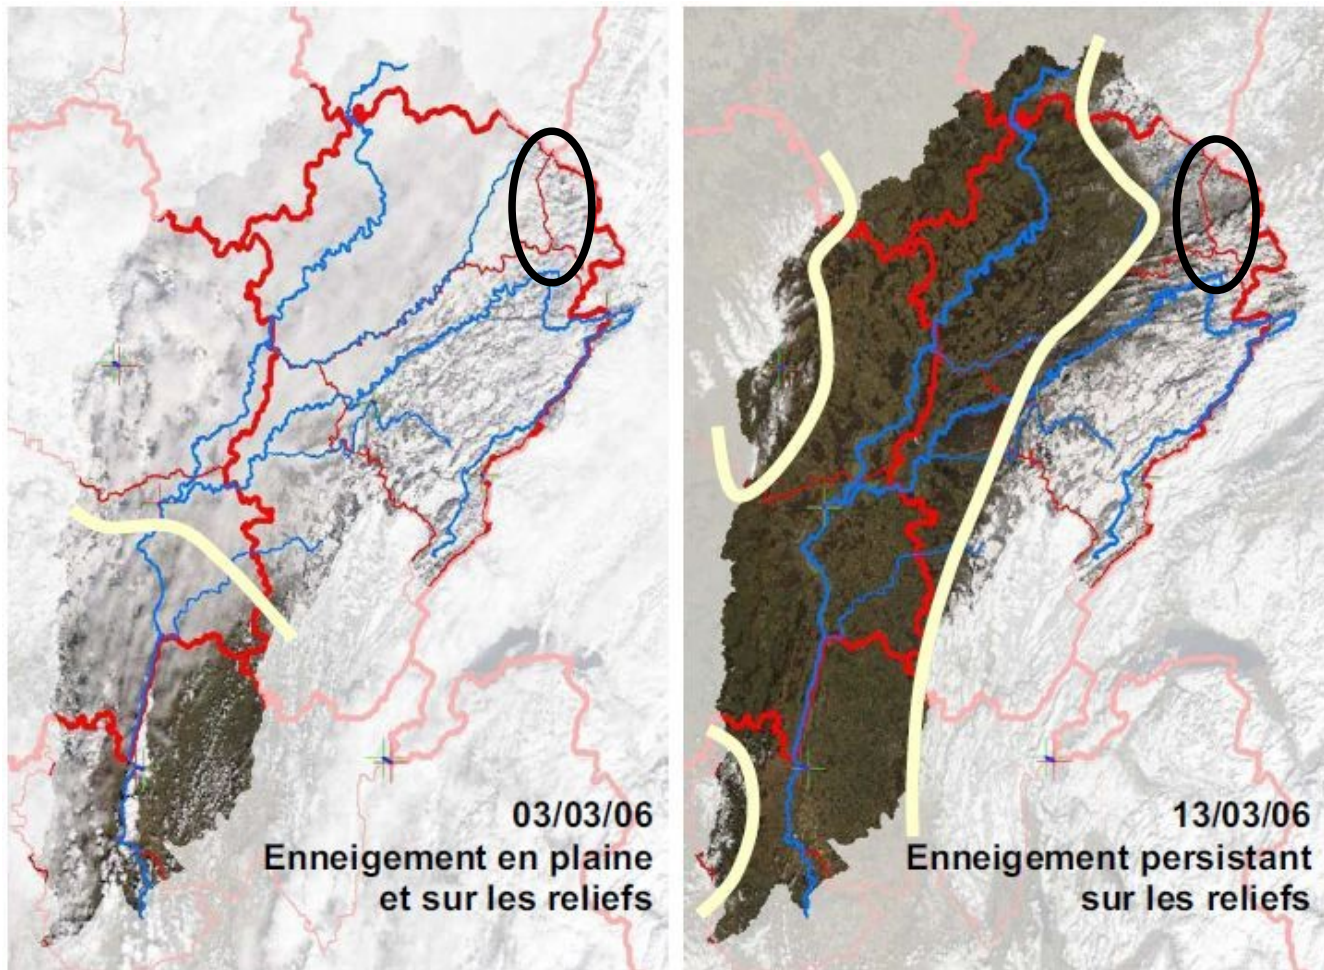 03/03/06
Enneigement en plaine
et sur les reliefs
13/03/06
Enneigement persistant
sur les reliefs